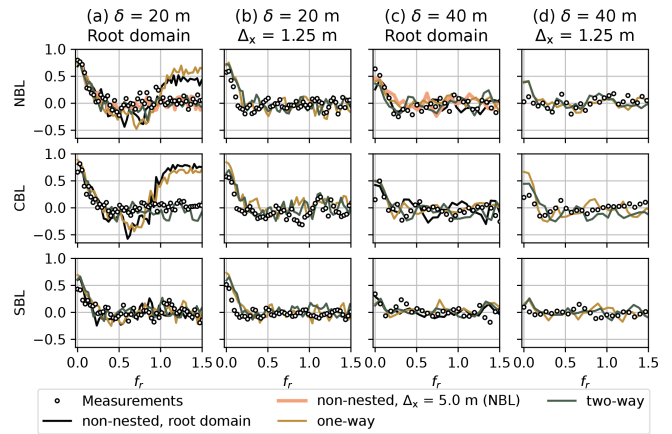 (a) δ = 20 m
Root domain
(b) δ = 20 m
Δx = 1.25 m
(c) δ = 40 m
Root domain
(d) δ = 40 m
Δx = 1.25 m
NBL
1.0
0.5
0.0
−0.5
CBL
1.0
0.5
0.0
−0.5
SBL
1.0
0.5
0.0
−0.5
0.0 0.5 1.0 1.5
0.0 0.5 1.0 1.5
0.0 0.5 1.0 1.5
0.0 0.5 1.0 1.5
fr
fr
fr
fr
Measurements
non-nested, root domain
non-nested, Δx = 5.0 m (NBL)
one-way
two-way